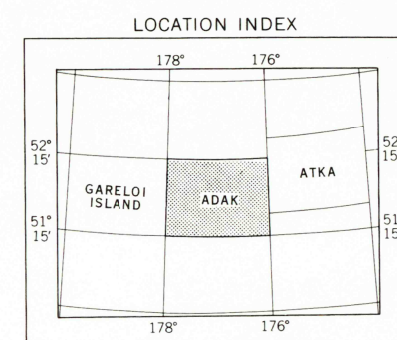 LOCATION INDEX
178° 176°
52°
15'
52
15
GARELOI
ISLAND
ADAK
ATKA
51°
15'
51
15
178° 176°